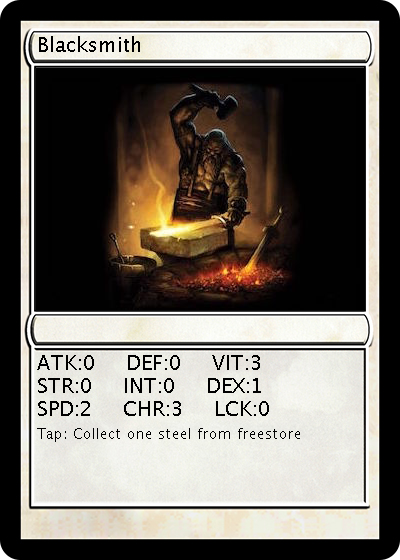 Blacksmith
ATK:0 DEF:0 VIT:3
STR:0 INT:0 DEX:1
SPD:2 CHR:3 LCK:0
Tap: Collect one steel from freestore